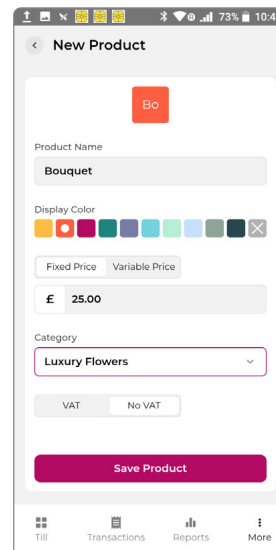 73% 10:4
New Product
Bo
Product Name
Bouquet
Display Color
Fixed Price Variable Price
£ 25.00
Category
Luxury Flowers
VAT No VAT
Save Product
Till Transactions Reports More